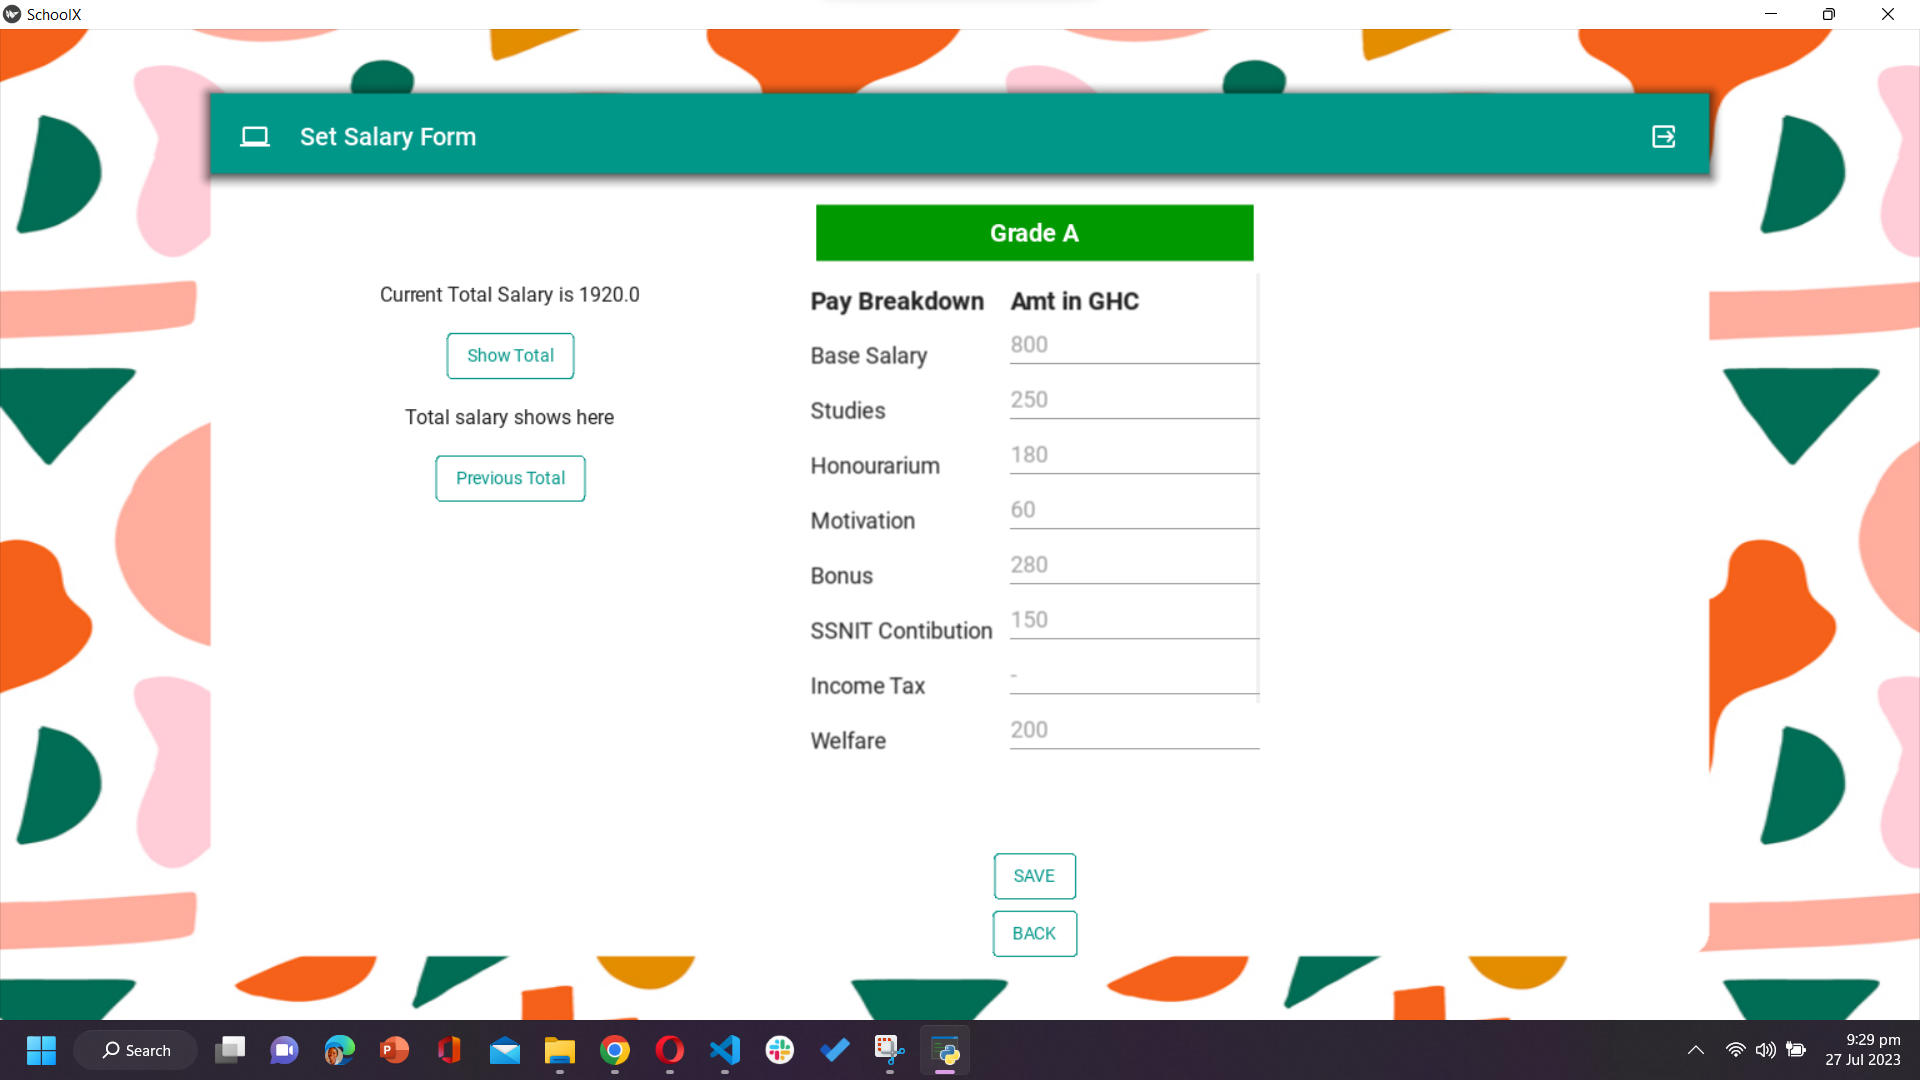 SchoolX
Set Salary Form
Grade A
Current Total Salary is 1920.0
Show Total
Total salary shows here
Previous Total
Pay Breakdown Amt in GHC
Base Salary 800
Studies 250
Honourarium 180
Motivation 60
Bonus 280
SSNIT Contibution 150
Income Tax -
Welfare 200
SAVE
BACK
Search
9:29 pm
27 Jul 2023